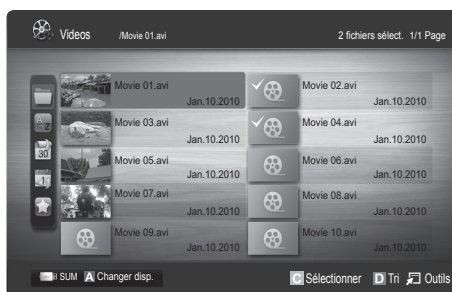 Videos /Movie 01.avi 2 fichiers sélect. 1/1 Page
Movie 01.avi Movie 02.avi
Jan.10.2010 Jan.10.2010
Movie 03.avi Movie 04.avi
Jan.10.2010 Jan.10.2010
Movie 05.avi Movie 06.avi
Jan.10.2010 Jan.10.2010
Movie 07.avi Movie 08.avi
Jan.10.2010 Jan.10.2010
Movie 09.avi Movie 10.avi
Jan.10.2010 Jan.10.2010
SUM A Changer disp. C Sélectionner D Tri Outils